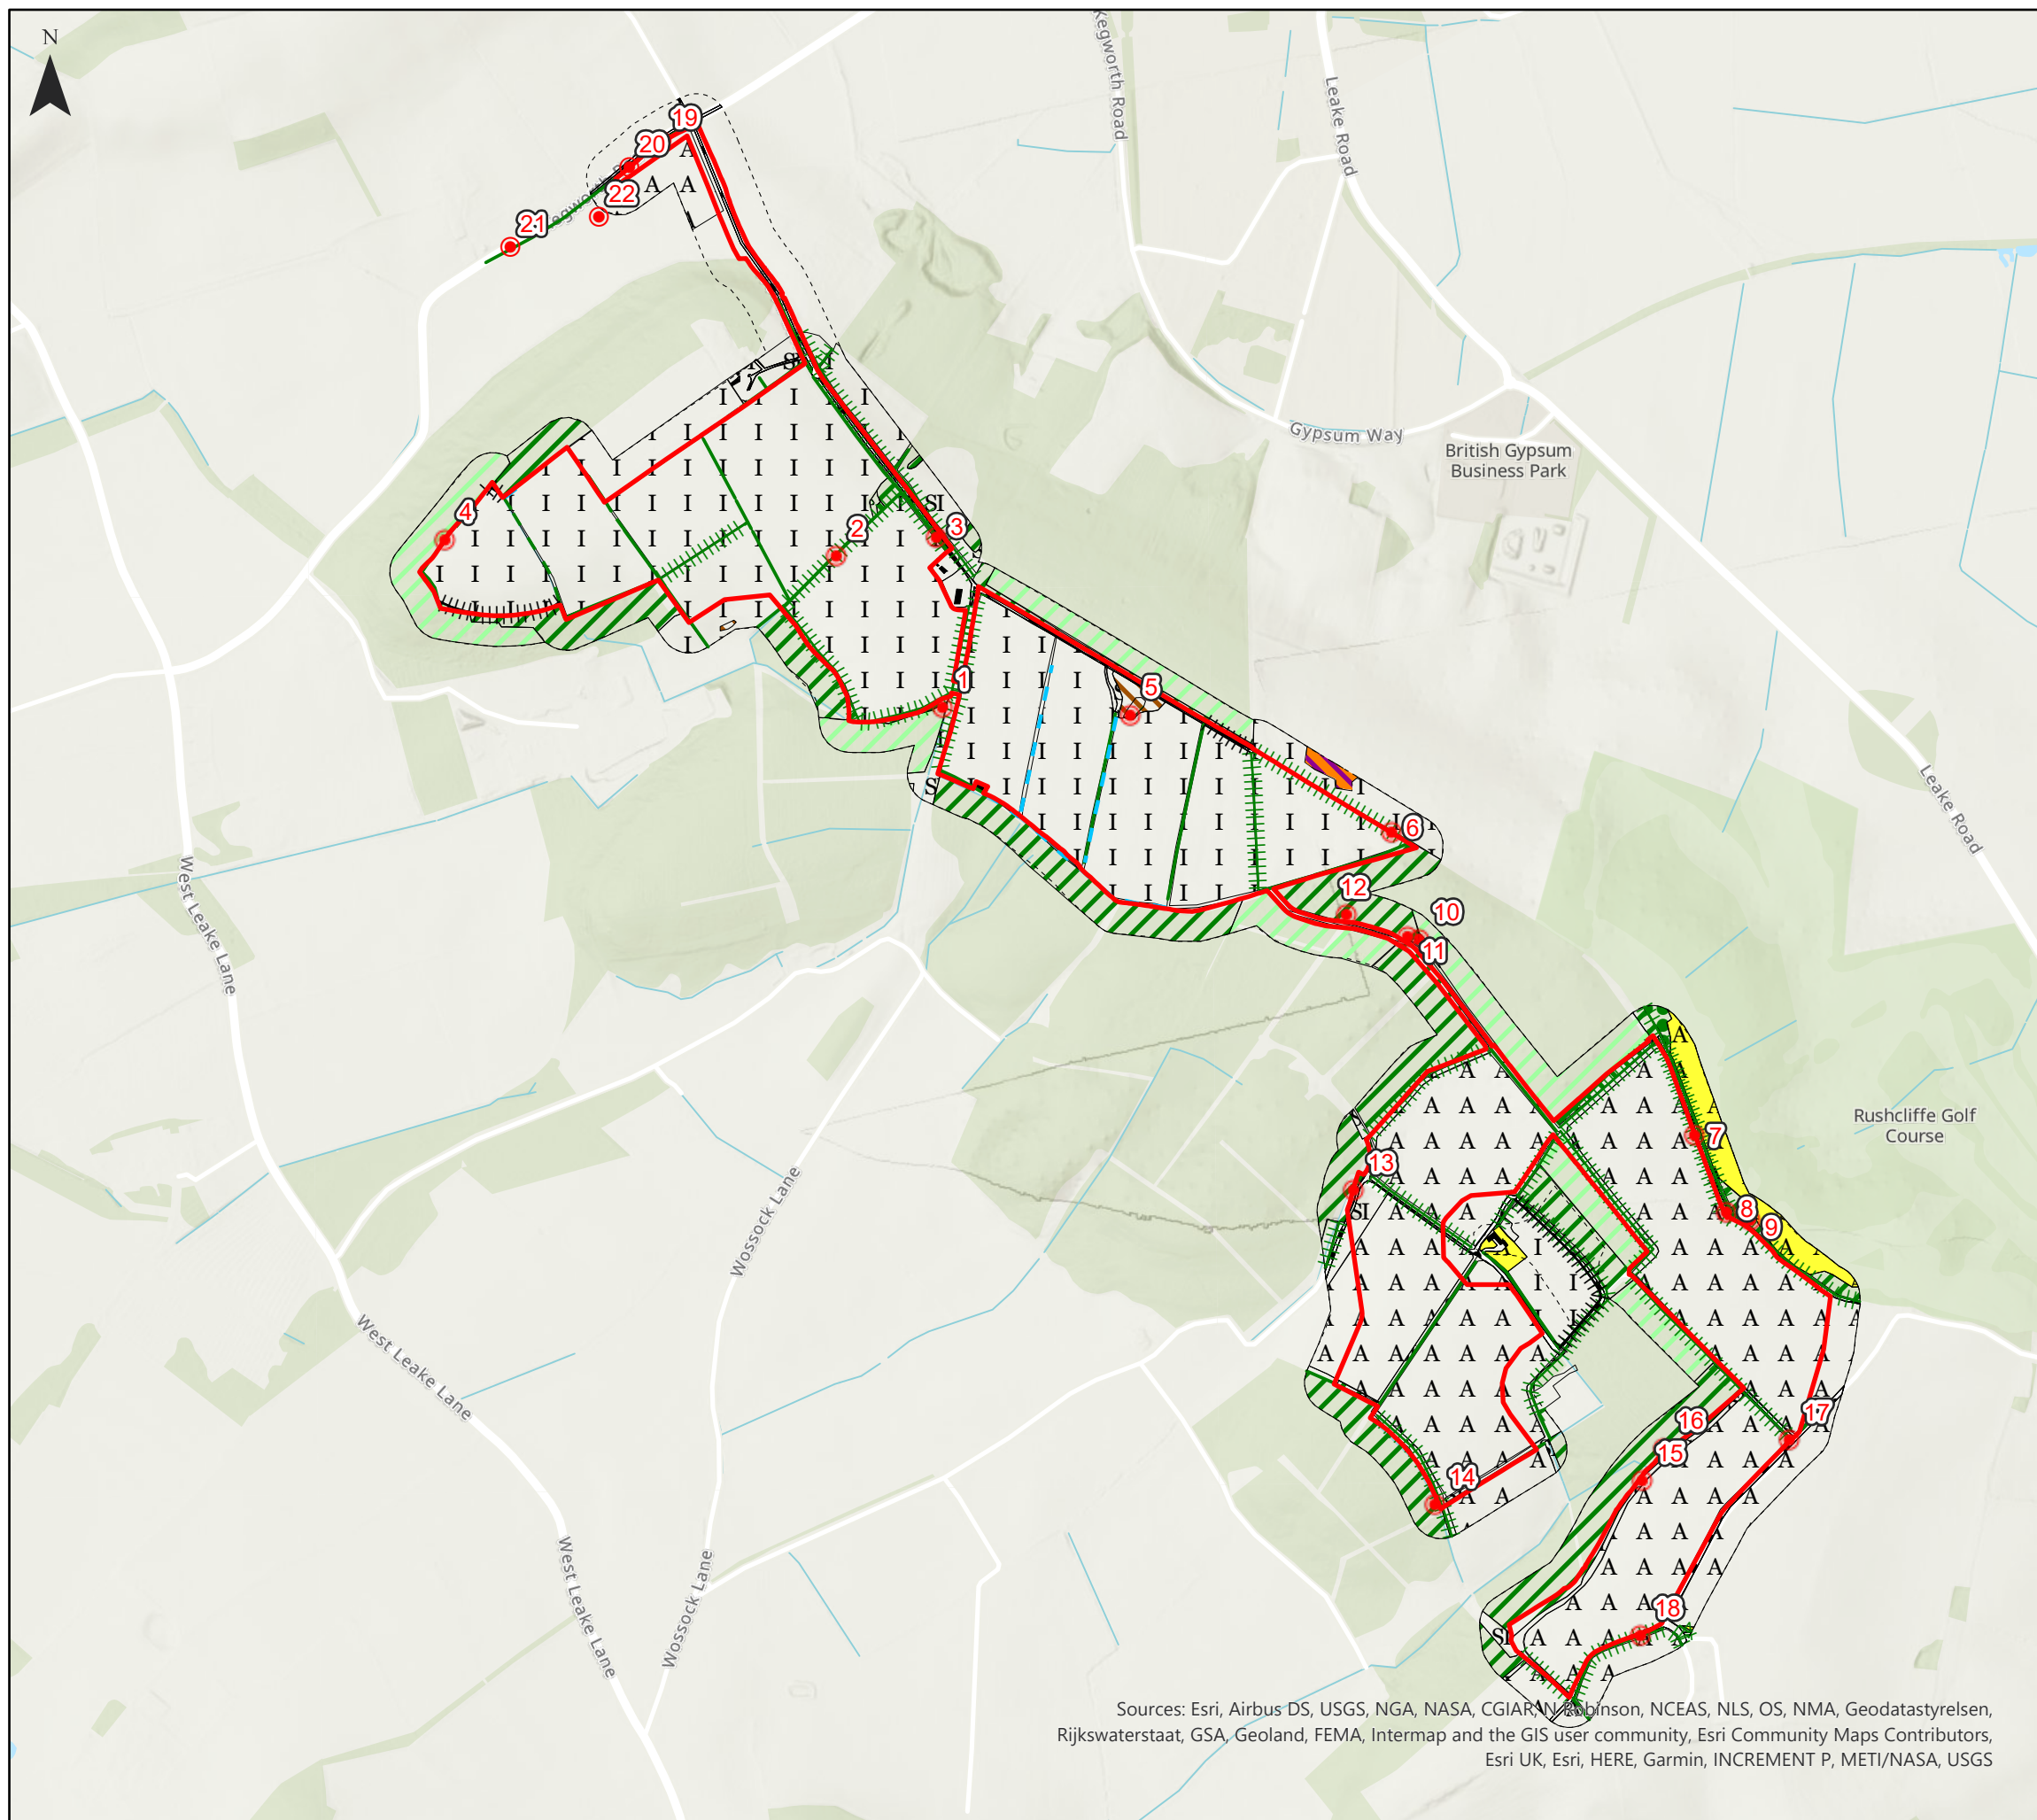 N
Kegworth Road
Leake Road
19
20
22
21
Gypsum Way
British Gypsum
Business Park
4
2
3
SI
1
5
6
12
10
11
Leake Road
West Leake Lane
Rushcliffe Golf
Course
7
13
8
9
SI
Wossock Lane
West Leake Lane
17
16
15
14
18
SI
West Leake Lane
Wossock Lane
Sources: Esri, Airbus DS, USGS, NGA, NASA, CGIAR, N Robinson, NCEAS, NLS, OS, NMA, Geodatastyrelsen,
Rijkswaterstaat, GSA, Geoland, FEMA, Intermap and the GIS user community, Esri Community Maps Contributors,
Esri UK, Esri, HERE, Garmin, INCREMENT P, METI/NASA, USGS